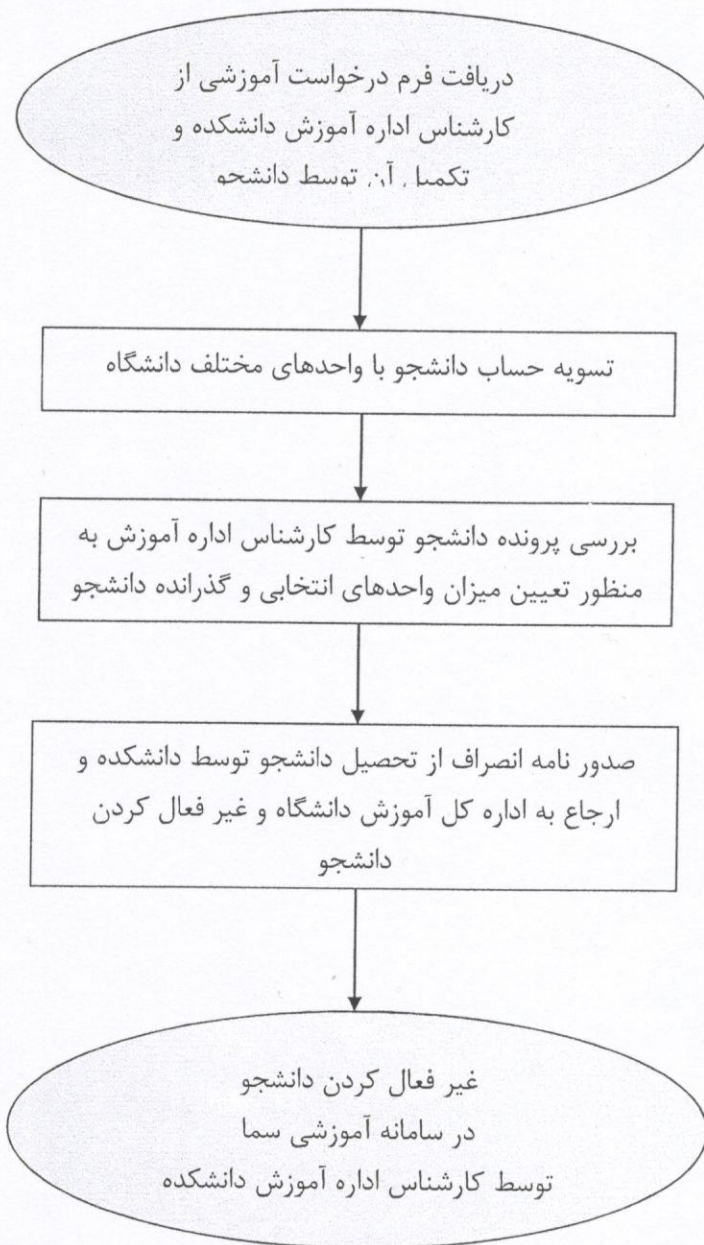 دریافت فرم درخواست آموزشی از
کارشناس اداره آموزش دانشکده و
تکمیل آن توسط دانشجو
تسویه حساب دانشجو با واحدهای مختلف دانشگاه
بررسی پرونده دانشجو توسط کارشناس اداره آموزش به
منظور تعیین میزان واحدهای انتخابی و گذرانده دانشجو
صدور نامه انصراف از تحصیل دانشجو توسط دانشکده و
ارجاع به اداره کل آموزش دانشگاه و غیر فعال کردن
دانشجو
غیر فعال کردن دانشجو
در سامانه آموزشی سما
توسط کارشناس اداره آموزش دانشکده